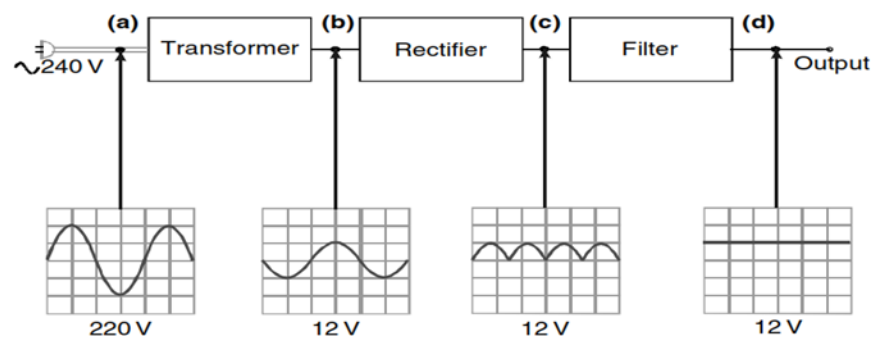 (a) (b) (c) (d)
Transformer Rectifier Filter
240 V Output
220 V 12 V 12 V 12 V